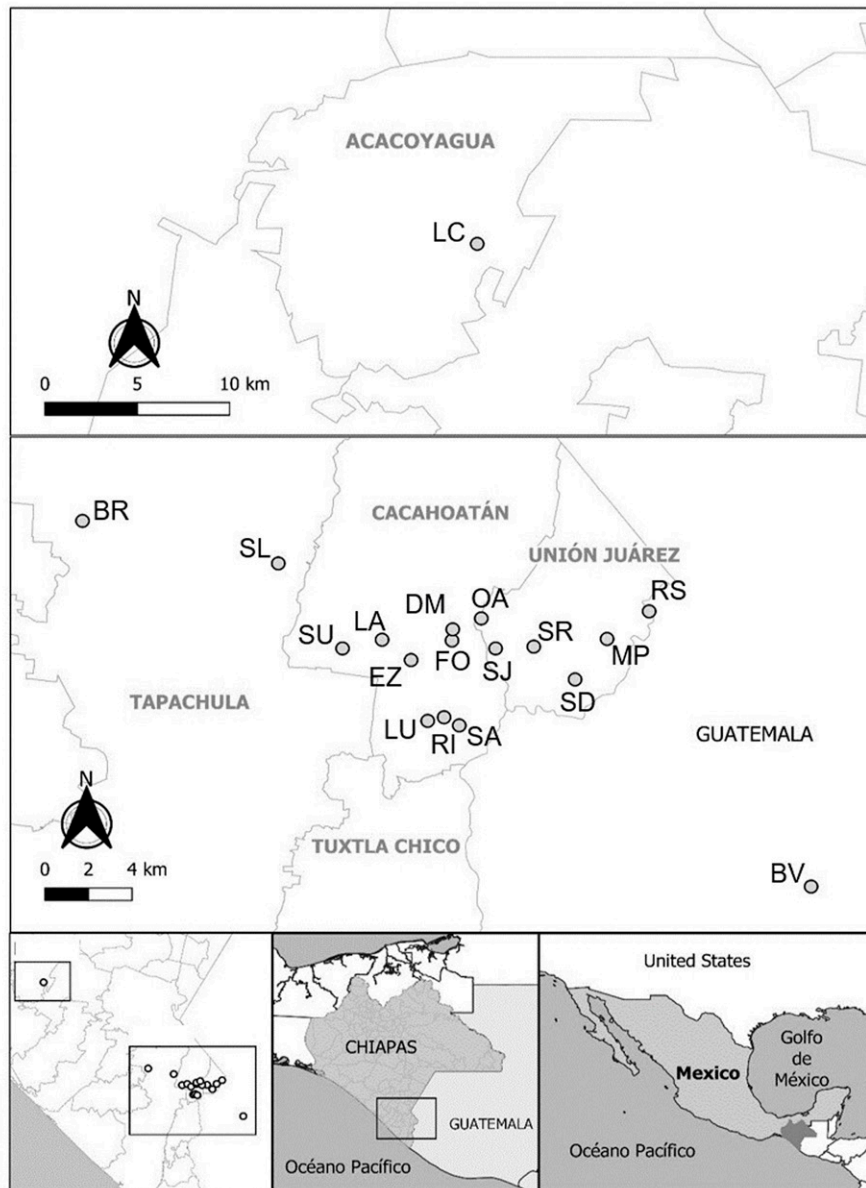 ACACOYAGUA
LC
N
0 5 10 km
BR
CACAHOATÁN
SL
UNIÓN JUÁREZ
RS
DM
OA
LA
SU
SR
MP
EZ
FO
SJ
SD
TAPACHULA
LU
RI
SA
GUATEMALA
N
TUXTLA CHICO
0 2 4 km
BV
CHIAPAS
GUATEMALA
Océano Pacífico
United States
Golfo
de
México
Mexico
Océano Pacífico